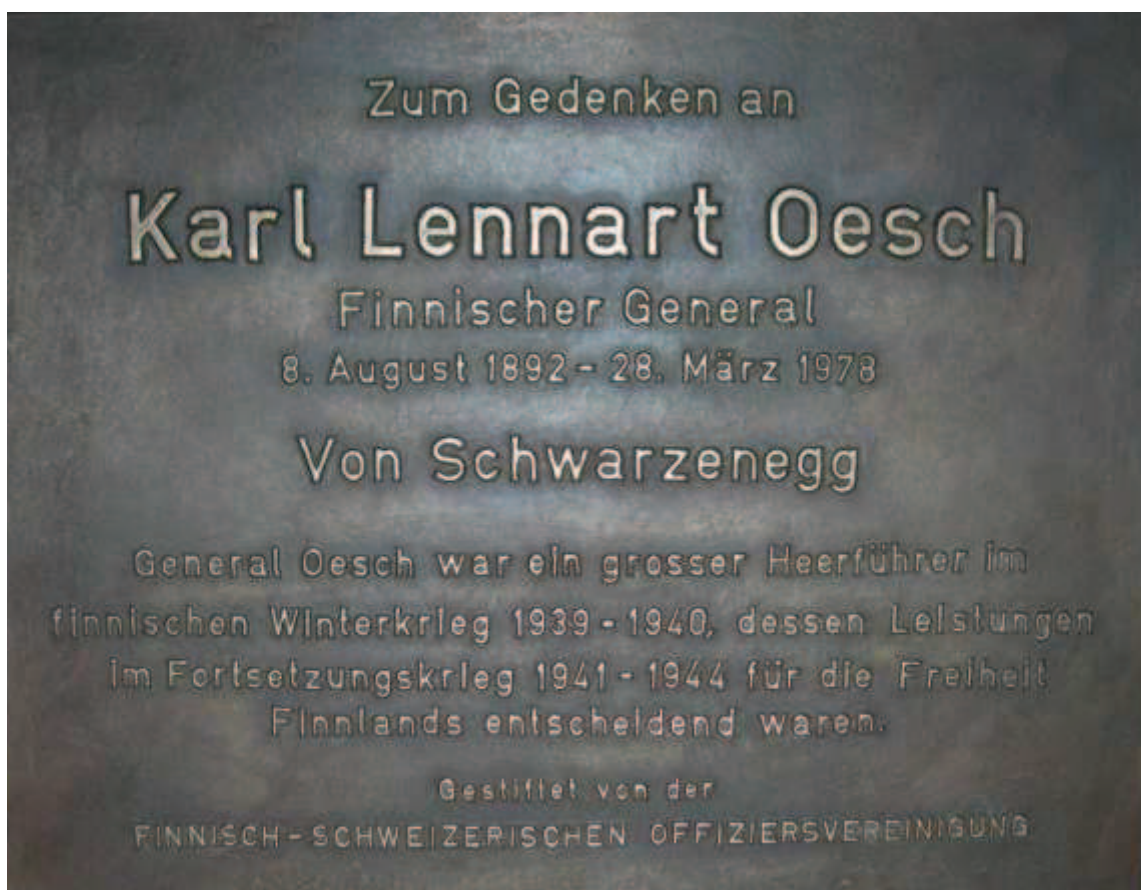 Zum Gedenken an
Karl Lennart Oesch
Finnischer General
8. August 1892 - 28. März 1978
Von Schwarzenegg
General Oesch war ein grosser Heerführer im
finnischen Winterkrieg 1939 - 1940, dessen Leistungen
im Fortsetzungskrieg 1941 - 1944 für die Freiheit
Finnlands entscheidend waren.
Gestiftet von der
FINNISCH-SCHWEIZERISCHEN OFFIZIERSVEREINIGUNG